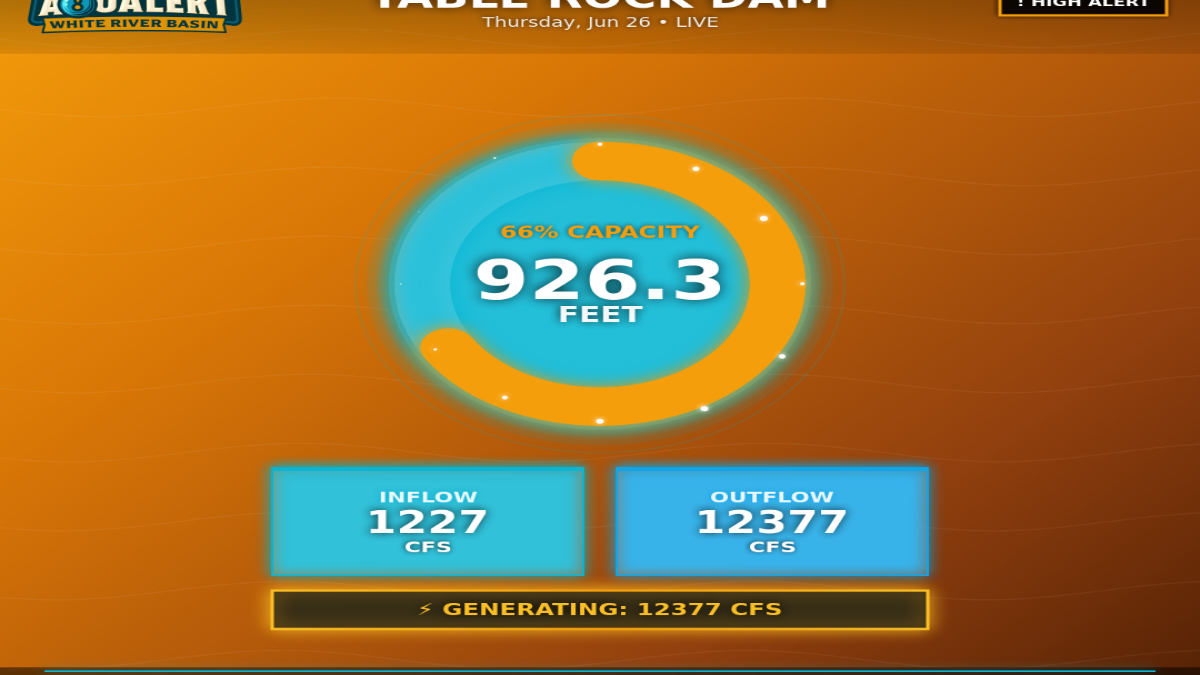 AQUALERT
WHITE RIVER BASIN
TABLE ROCK DAM
Thursday, Jun 26 • LIVE
! HIGH ALERT
66% CAPACITY
926.3
FEET
INFLOW
1227
CFS
OUTFLOW
12377
CFS
⚡ GENERATING: 12377 CFS